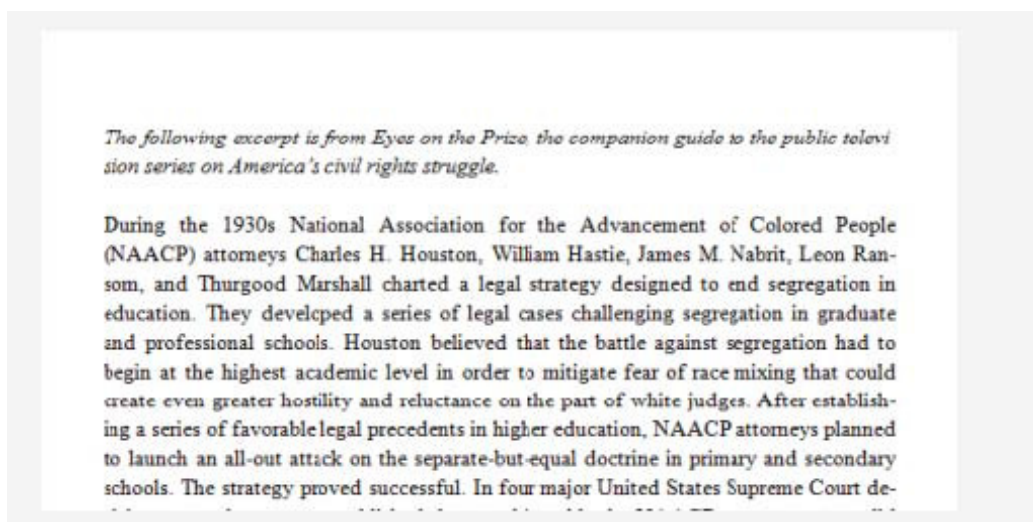 The following excerpt is from Eyes on the Prize, the companion guide to the public televi
sion series on America's civil rights struggle.
During the 1930s National Association for the Advancement of Colored People
(NAACP) attorneys Charles H. Houston, William Hastie, James M. Nabrit, Leon Ran-
som, and Thurgood Marshall charted a legal strategy designed to end segregation in
education. They developed a series of legal cases challenging segregation in graduate
and professional schools. Houston believed that the battle against segregation had to
begin at the highest academic level in order to mitigate fear of race mixing that could
create even greater hostility and reluctance on the part of white judges. After establish-
ing a series of favorable legal precedents in higher education, NAACP attorneys planned
to launch an all-out attack on the separate-but-equal doctrine in primary and secondary
schools. The strategy proved successful. In four major United States Supreme Court de-